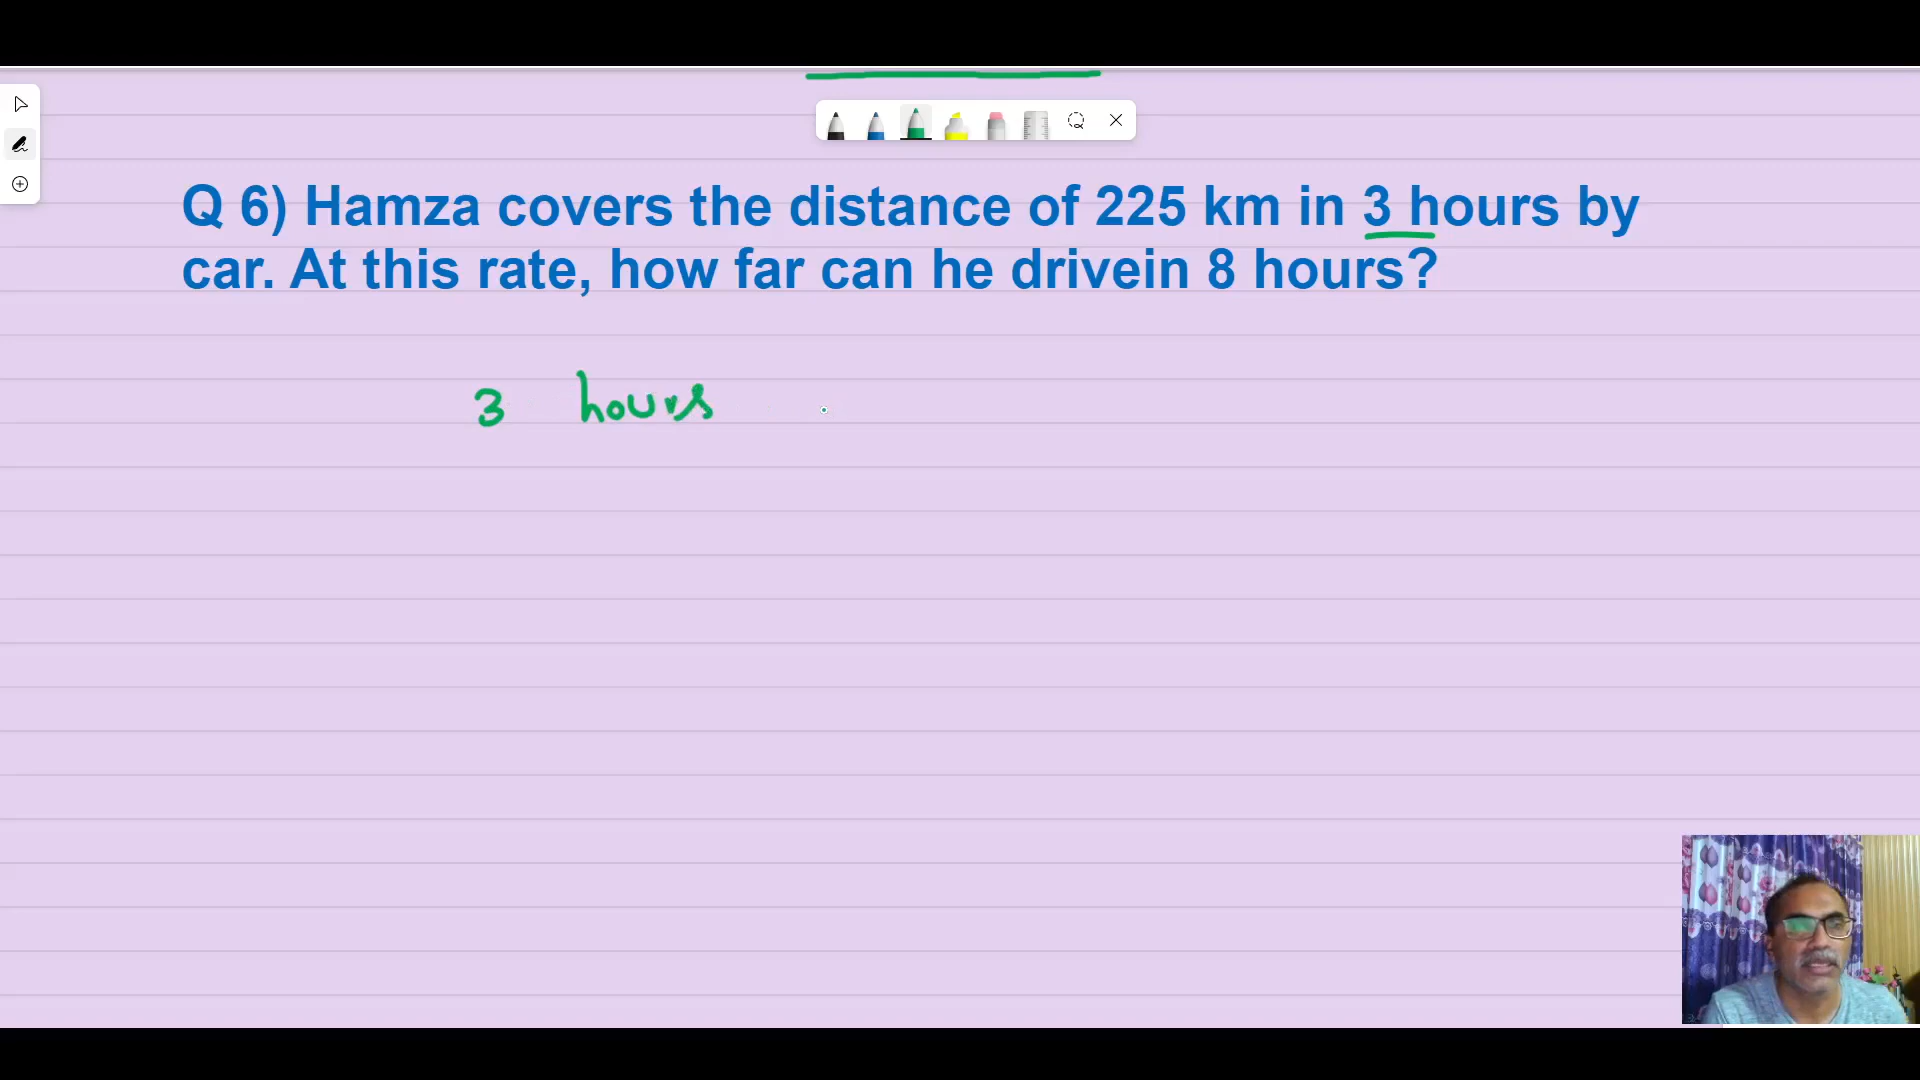 Q 6) Hamza covers the distance of 225 km in 3 hours by
car. At this rate, how far can he drivein 8 hours?
3 hours